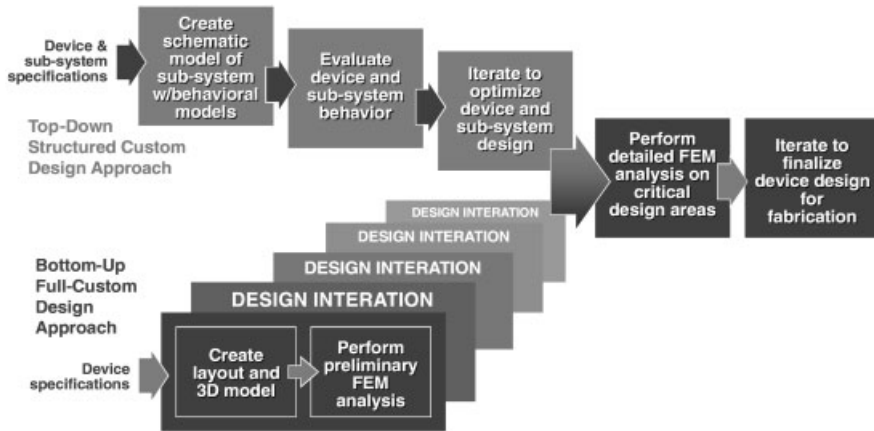 Device &
sub-system
specifications
Create
schematic
model of
sub-system
w/behavioral
models
Evaluate
device and
sub-system
behavior
Iterate to
optimize
device and
sub-system
design
Top-Down
Structured Custom
Design Approach
Perform
detailed FEM
analysis on
critical
design areas
Iterate to
finalize
device design
for
fabrication
DESIGN INTERATION
DESIGN INTERATION
DESIGN INTERATION
DESIGN INTERATION
Bottom-Up
Full-Custom
Design
Approach
Device
specifications
Create
layout and
3D model
Perform
preliminary
FEM
analysis